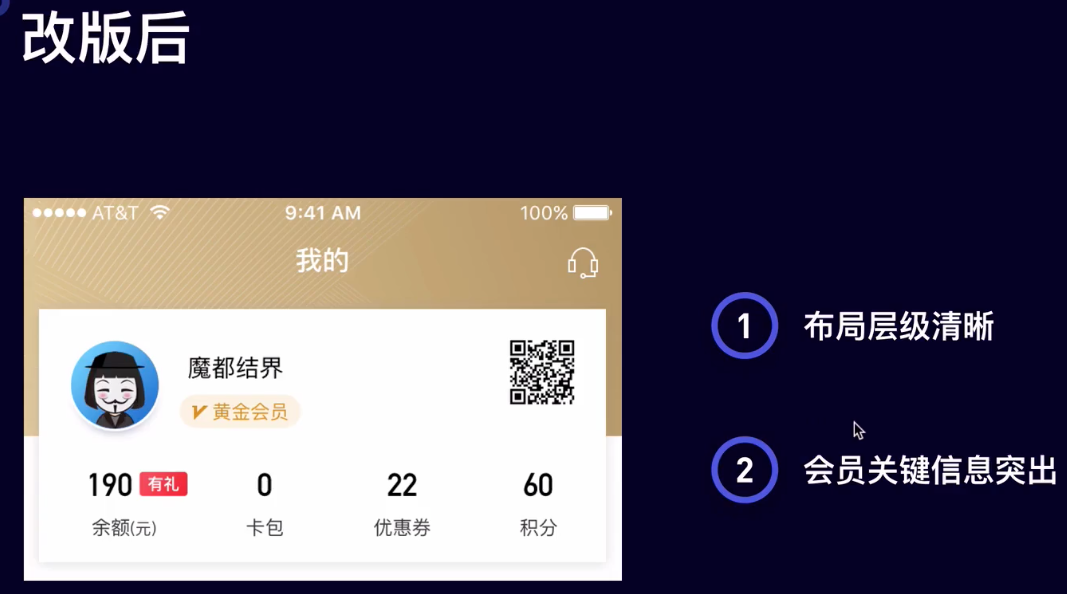 改版后
AT&T 9:41 AM 100%
我的
魔都结界
黄金会员
190 有礼 0 22 60
余额(元) 卡包 优惠券 积分
1 布局层级清晰
2 会员关键信息突出